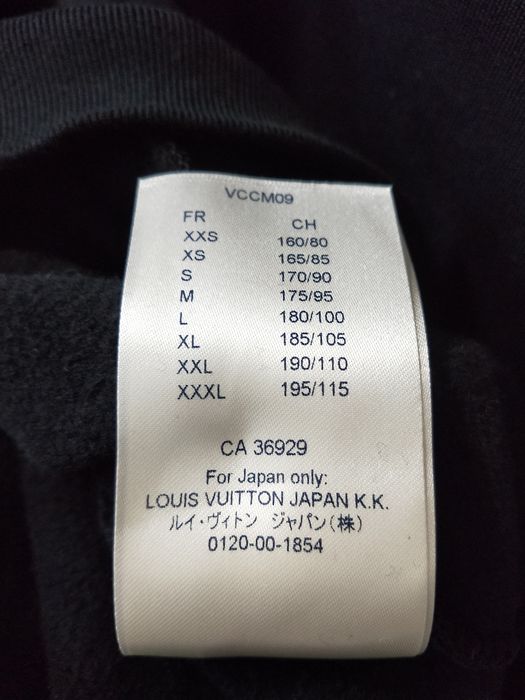 VCCM09
FR CH
XXS 160/80
XS 165/85
S 170/90
M 175/95
L 180/100
XL 185/105
XXL 190/110
XXXL 195/115
CA 36929
For Japan only:
LOUIS VUITTON JAPAN K.K.
ルイ・ヴィトン ジャパン(株)
0120-00-1854